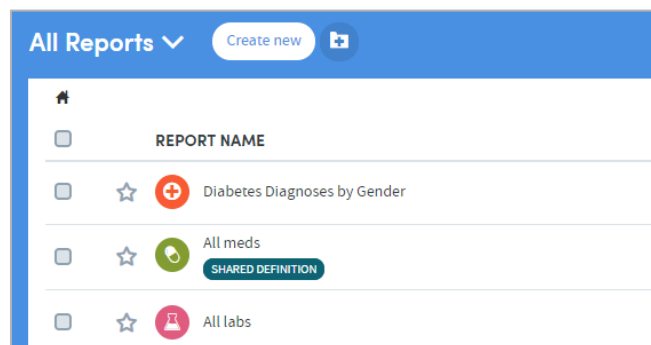 All Reports
Create new
REPORT NAME
Diabetes Diagnoses by Gender
All meds
SHARED DEFINITION
All labs